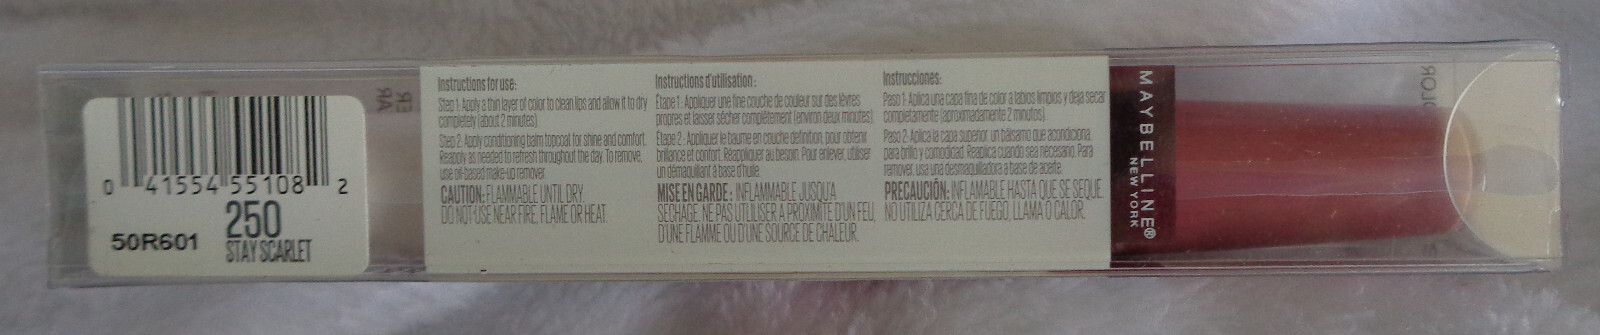 0 41554 55108 2
50R601
250
STAY SCARLET
Instructions for use:
Step 1: Apply a thin layer of color to clean lips and allow it to dry
completely (about 2 minutes).
Step 2: Apply conditioning balm topcoat for shine and comfort.
Reapply as needed to refresh throughout the day. To remove,
use oil-based make-up remover.
CAUTION: FLAMMABLE UNTIL DRY.
DO NOT USE NEAR FIRE, FLAME OR HEAT.
Instructions d'utilisation:
Étape 1 : Appliquer une fine couche de couleur sur des lèvres
propres et laisser sécher complètement (environ deux minutes).
Étape 2 : Appliquer le baume en couche definition, pour obtenir
brillance et confort. Réappliquer au besoin. Pour enlever, utiliser
un démaquillant à base d'huile.
MISE EN GARDE : INFLAMMABLE JUSQU'A
SECHAGE. NE PAS UTLILISER A PROXIMITÉ D'UN FEU,
D'UNE FLAMME OU D'UNE SOURCE DE CHALEUR.
Instrucciones:
Paso 1: Aplica una capa fina de color a labios limpios y deja secar
completamente (aproximadamente 2 minutos).
Paso 2: Aplica la capa superior, un bálsamo que acondiciona,
para brillo y comodidad. Reaplica cuando sea necesario. Para
remover, usa una desmaquilladora a base de aceite.
PRECAUCIÓN: INFLAMABLE HASTA QUE SE SEQUE.
NO UTILIZA CERCA DE FUEGO, LLAMA O CALOR.
MAYBELLINE®
NEW YORK